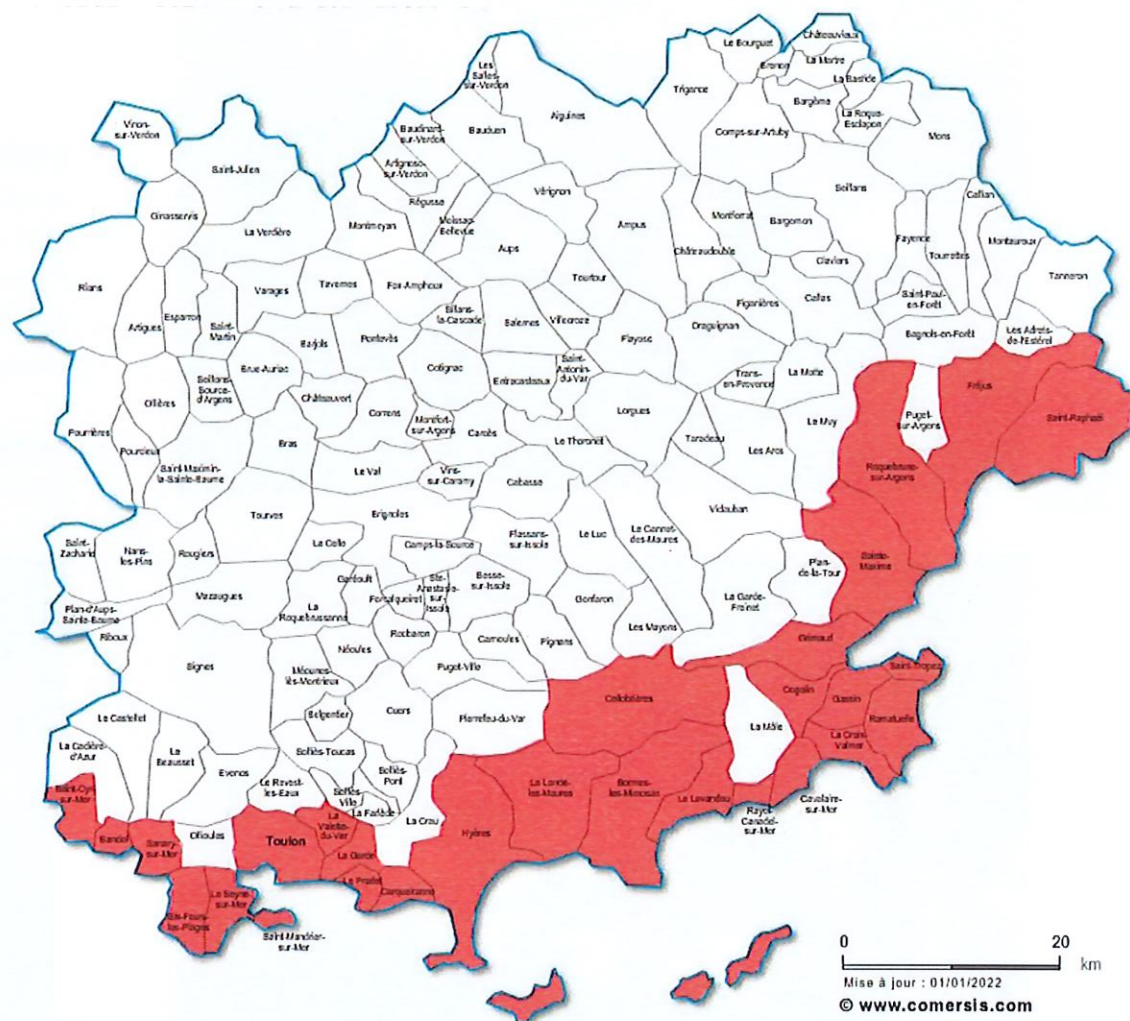 Châteauvieux
Le Bourguet
Brenon
La Martre
La Bastide
Les
Salles-
sur-Verdon
Trigance
Bargème
La Roque-
Esclapon
Aiguines
Bauduen
Comps-sur-Artuby
Mons
Vinon-
sur-Verdon
Baudinard-
sur-Verdon
Artignosc-
sur-Verdon
Saint-Julien
Vérignon
Seillans
Callian
Régusse
Moissac-
Bellevue
Ginasservis
Montmeyan
Ampus
Montferrat
Bargemon
La Verdière
Aups
Fayence
Tourrettes
Montauroux
Châteaudouble
Claviers
Tanneron
Rians
Esparron
Varages
Tavernes
Fox-Amphoux
Tourtour
Saint-Paul-
en-Forêt
Artigues
Saint-
Martin
Sillans-
la-Cascade
Salernes
Villecroze
Figanières
Callas
Barjols
Pontevès
Flayosc
Draguignan
Bagnols-en-Forêt
Les Adrets-
de-l'Estérel
Brue-Auriac
Cotignac
Saint-
Antonin-
du-Var
Entrecasteaux
Trans-
en-Provence
La Motte
Seillons-
Source-
d'Argens
Ollières
Châteauvert
Correns
Montfort-
sur-Argens
Lorgues
Fréjus
Puget-
sur-Argens
Saint-Raphaël
Pourrières
Pourcieux
Bras
Carcès
Le Thoronet
Taradeau
Les Arcs
Le Muy
Saint-Maximin-
la-Sainte-Baume
Le Val
Vins-
sur-Caramy
Cabasse
Roquebrune-
sur-Argens
Tourves
Brignoles
Vidauban
Saint-
Zacharie
Nans-
les-Pins
Rougiers
La Celle
Camps-la-Source
Flassans-
sur-Issole
Le Luc
Le Cannet-
des-Maures
Plan-
de-la-Tour
Sainte-
Maxime
Garéoult
Forcalqueiret
Ste-
Anastasie-
sur-
Issole
Besse-
sur-Issole
Plan-d'Aups-
Sainte-Baume
Mazaugues
La
Roquebrussanne
Gonfaron
La Garde-
Freinet
Riboux
Rocbaron
Carnoules
Pignans
Les Mayons
Grimaud
Signes
Néoules
Méounes-
lès-Montrieux
Puget-Ville
Saint-Tropez
Collobrières
Cogolin
Gassin
Ramatuelle
Belgentier
Cuers
Pierrefeu-du-Var
La Môle
La Croix-
Valmer
Le Castellet
La Cadière-
d'Azur
Le
Beausset
Evenos
Solliès-Toucas
Solliès-
Pont
Le Revest-
les-Eaux
Solliès-
Ville
La Farlède
La Crau
La Londe-
les-Maures
Bormes-
les-Mimosas
Le Lavandou
Rayol-
Canadel-
sur-Mer
Cavalaire-
sur-Mer
Saint-Cyr-
sur-Mer
Bandol
Sanary-
sur-Mer
Ollioules
Toulon
La
Valette-
du-Var
La Garde
Hyères
Le Pradet
Carqueiranne
Six-Fours-
les-Plages
La Seyne-
sur-Mer
Saint-Mandrier-
sur-Mer
0 20
km
Mise à jour : 01/01/2022
© www.comersis.com